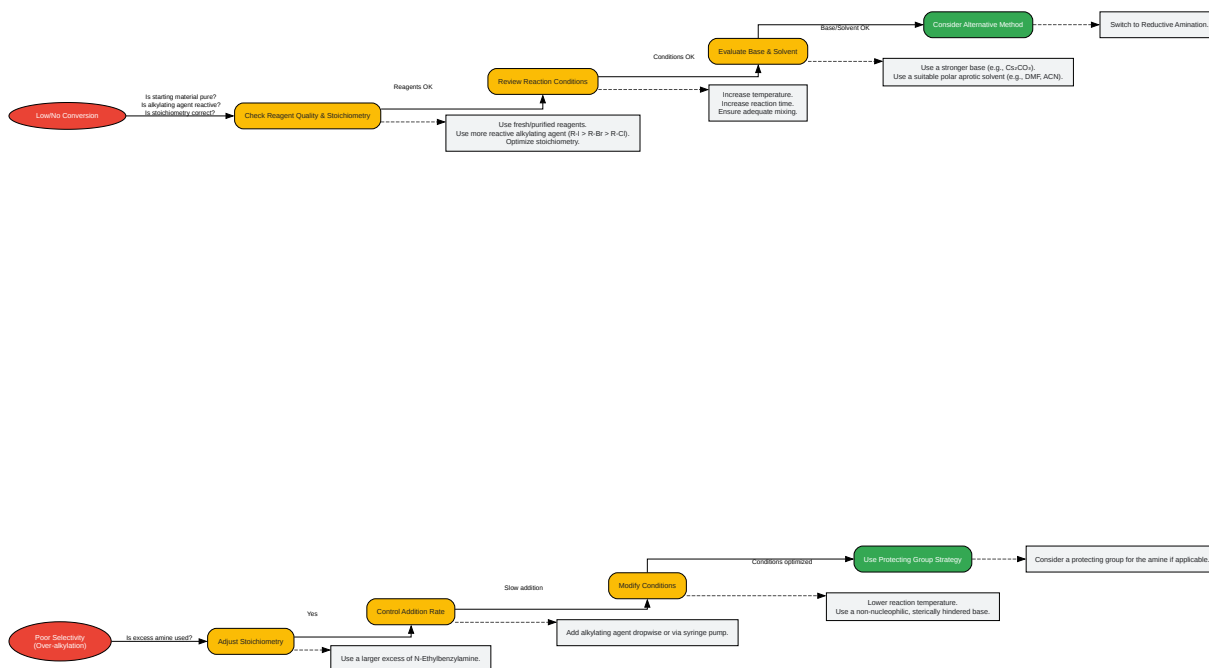 Low/No Conversion
Is starting material pure?
Is alkylating agent reactive?
Is stoichiometry correct?
Check Reagent Quality & Stoichiometry
Use fresh/purified reagents.
Use more reactive alkylating agent (R-I > R-Br > R-Cl).
Optimize stoichiometry.
Reagents OK
Review Reaction Conditions
Increase temperature.
Increase reaction time.
Ensure adequate mixing.
Conditions OK
Evaluate Base & Solvent
Use a stronger base (e.g., Cs₂CO₃).
Use a suitable polar aprotic solvent (e.g., DMF, ACN).
Base/Solvent OK
Consider Alternative Method
Switch to Reductive Amination.
Poor Selectivity
(Over-alkylation)
Is excess amine used?
Adjust Stoichiometry
Use a larger excess of N-Ethylbenzylamine.
Yes
Control Addition Rate
Add alkylating agent dropwise or via syringe pump.
Slow addition
Modify Conditions
Lower reaction temperature.
Use a non-nucleophilic, sterically hindered base.
Conditions optimized
Use Protecting Group Strategy
Consider a protecting group for the amine if applicable.